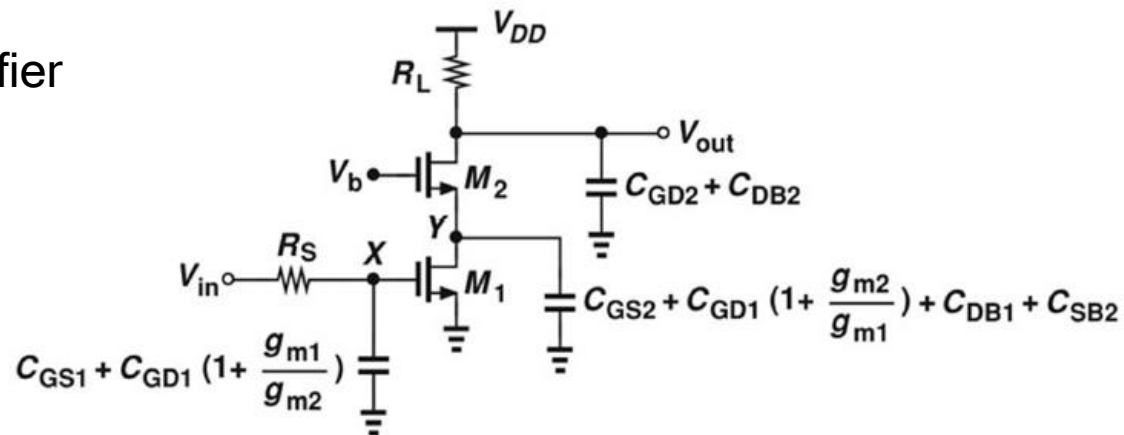 fier
V_DD
R_L
V_out
V_b
M_2
C_GD2 + C_DB2
Y
R_S
X
V_in
M_1
C_GS2 + C_GD1 (1+ g_m2 / g_m1) + C_DB1 + C_SB2
C_GS1 + C_GD1 (1+ g_m1 / g_m2)